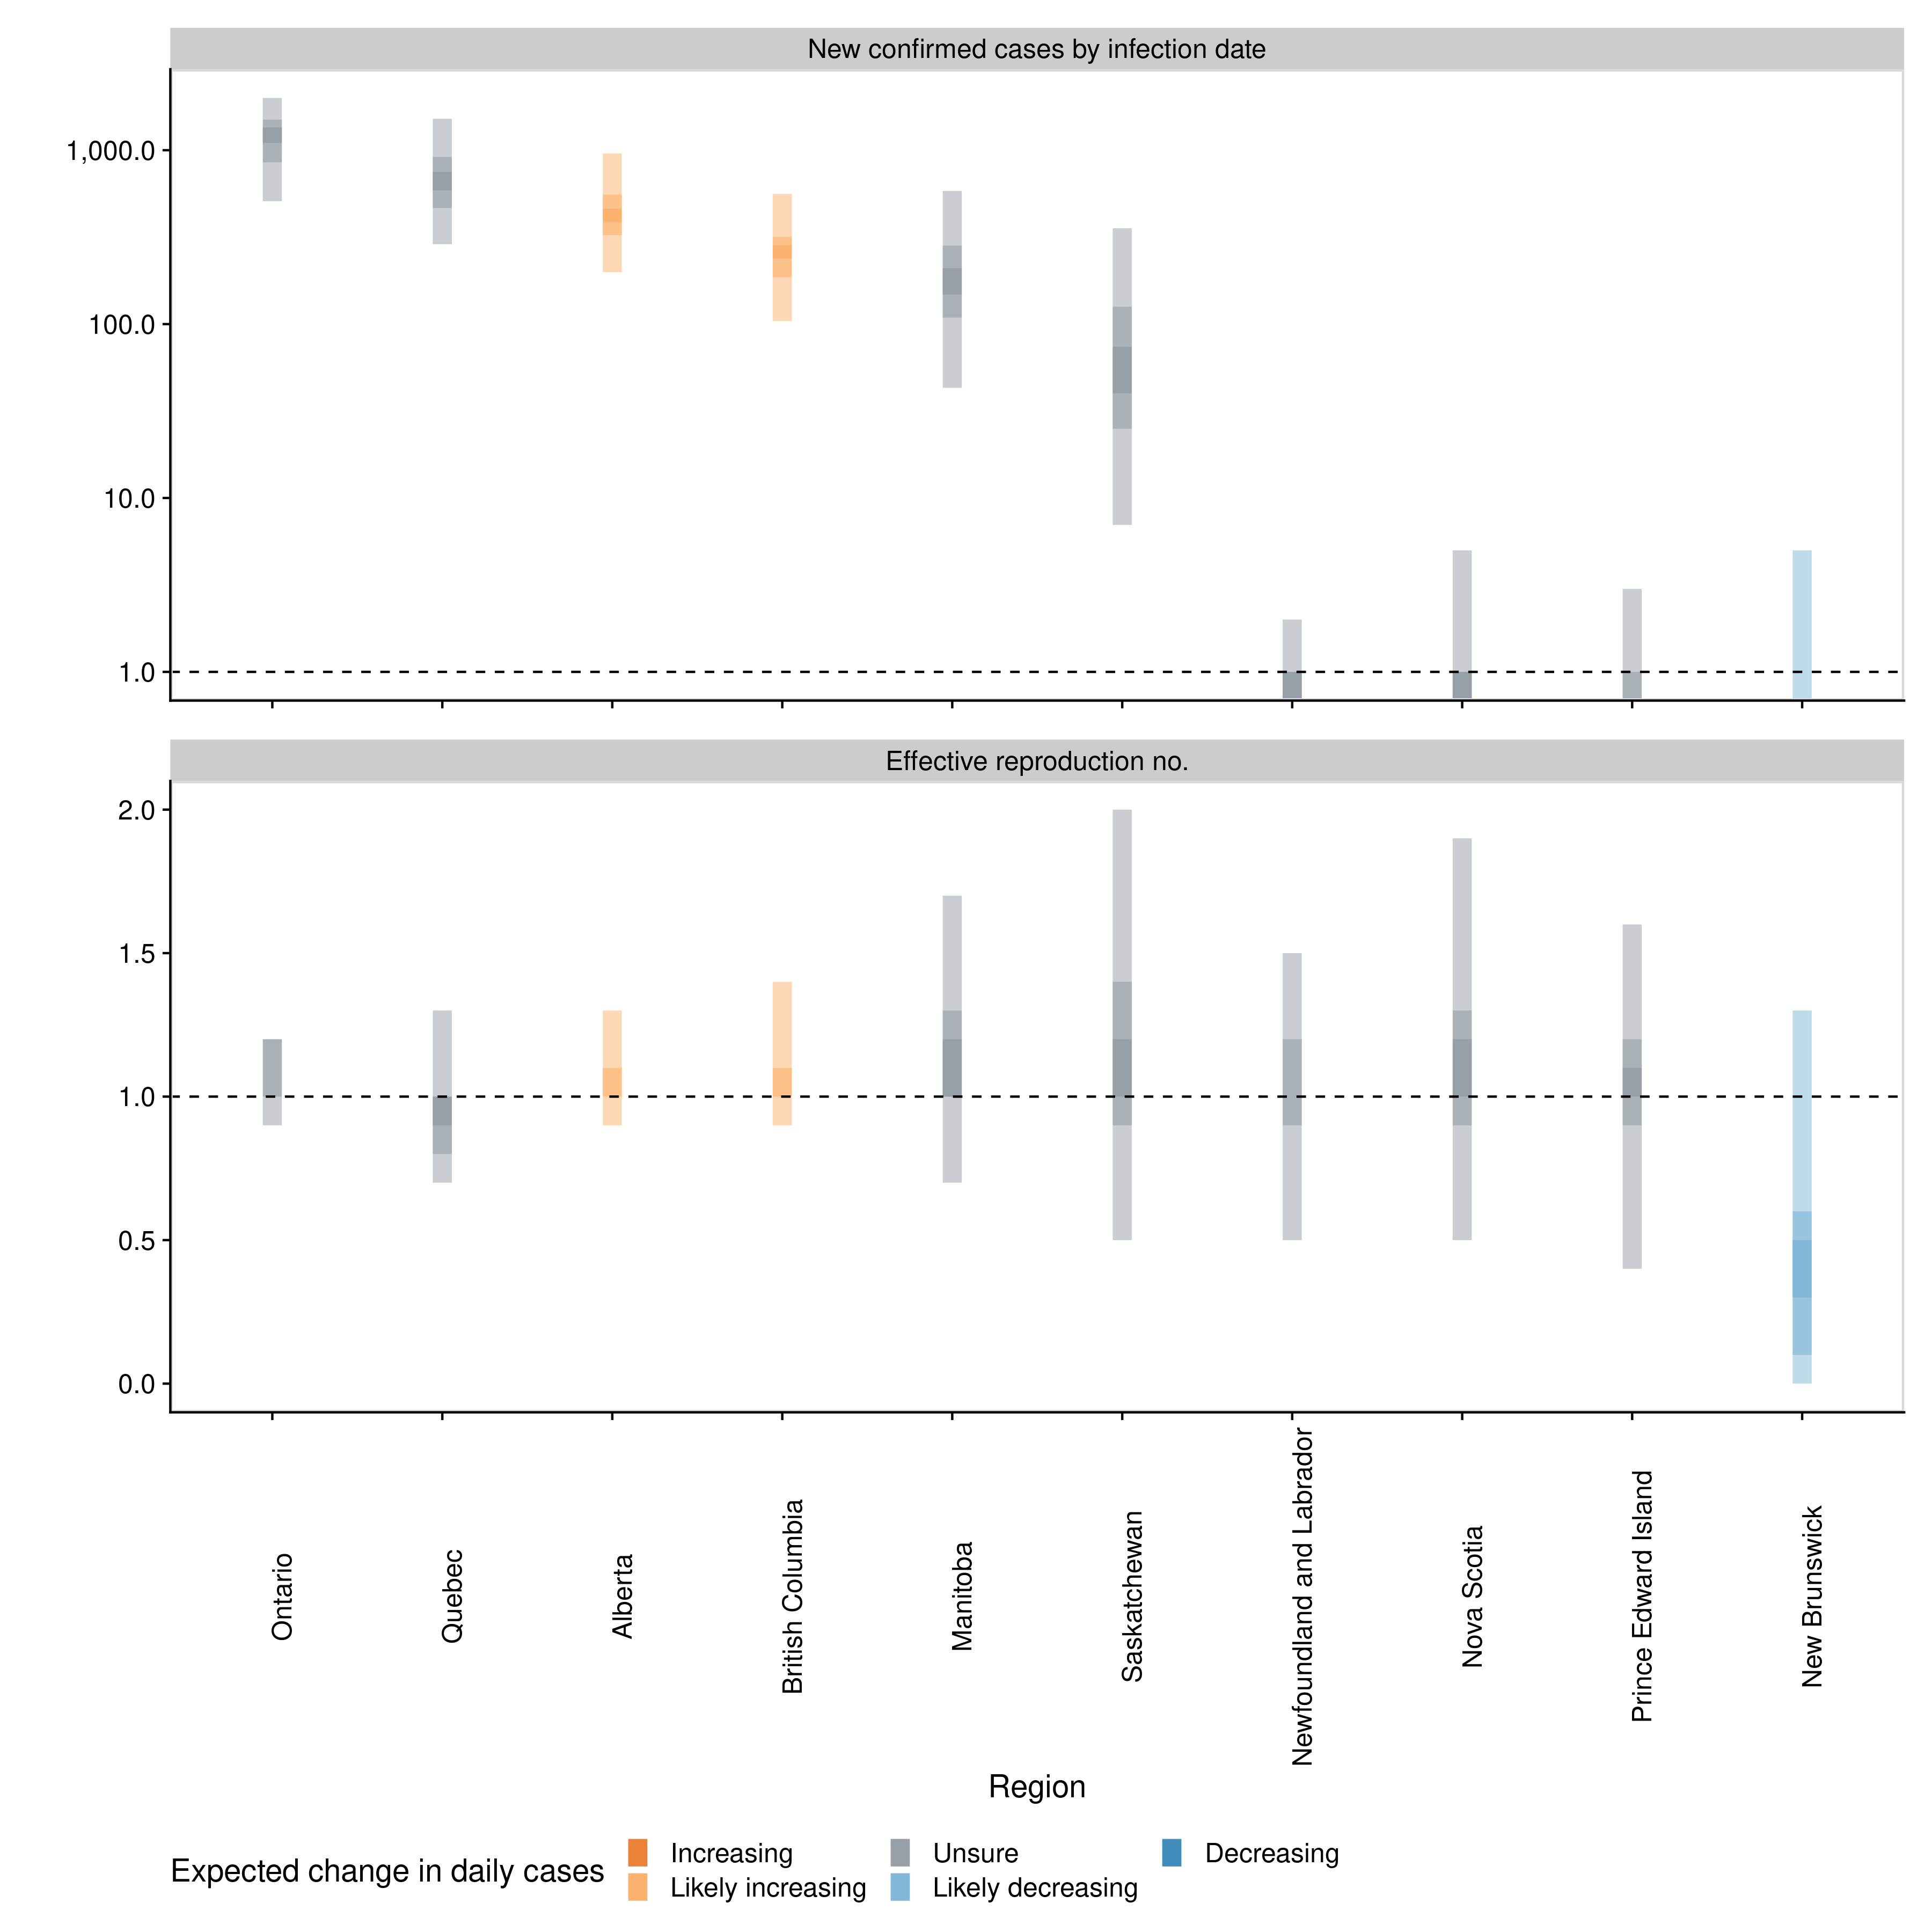 New confirmed cases by infection date
1,000.0
100.0
10.0
1.0
Effective reproduction no.
2.0
1.5
1.0
0.5
0.0
Ontario
Quebec
Alberta
British Columbia
Manitoba
Saskatchewan
Newfoundland and Labrador
Nova Scotia
Prince Edward Island
New Brunswick
Region
Expected change in daily cases
Increasing
Likely increasing
Unsure
Likely decreasing
Decreasing